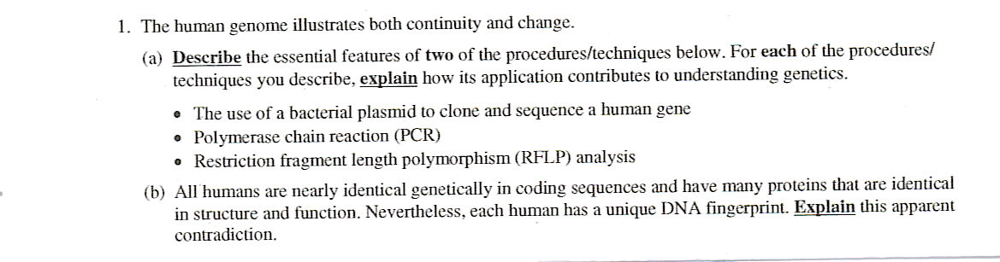 1. The human genome illustrates both continuity and change.
(a) Describe the essential features of two of the procedures/techniques below. For each of the procedures/
techniques you describe, explain how its application contributes to understanding genetics.
• The use of a bacterial plasmid to clone and sequence a human gene
• Polymerase chain reaction (PCR)
• Restriction fragment length polymorphism (RFLP) analysis
(b) All humans are nearly identical genetically in coding sequences and have many proteins that are identical
in structure and function. Nevertheless, each human has a unique DNA fingerprint. Explain this apparent
contradiction.